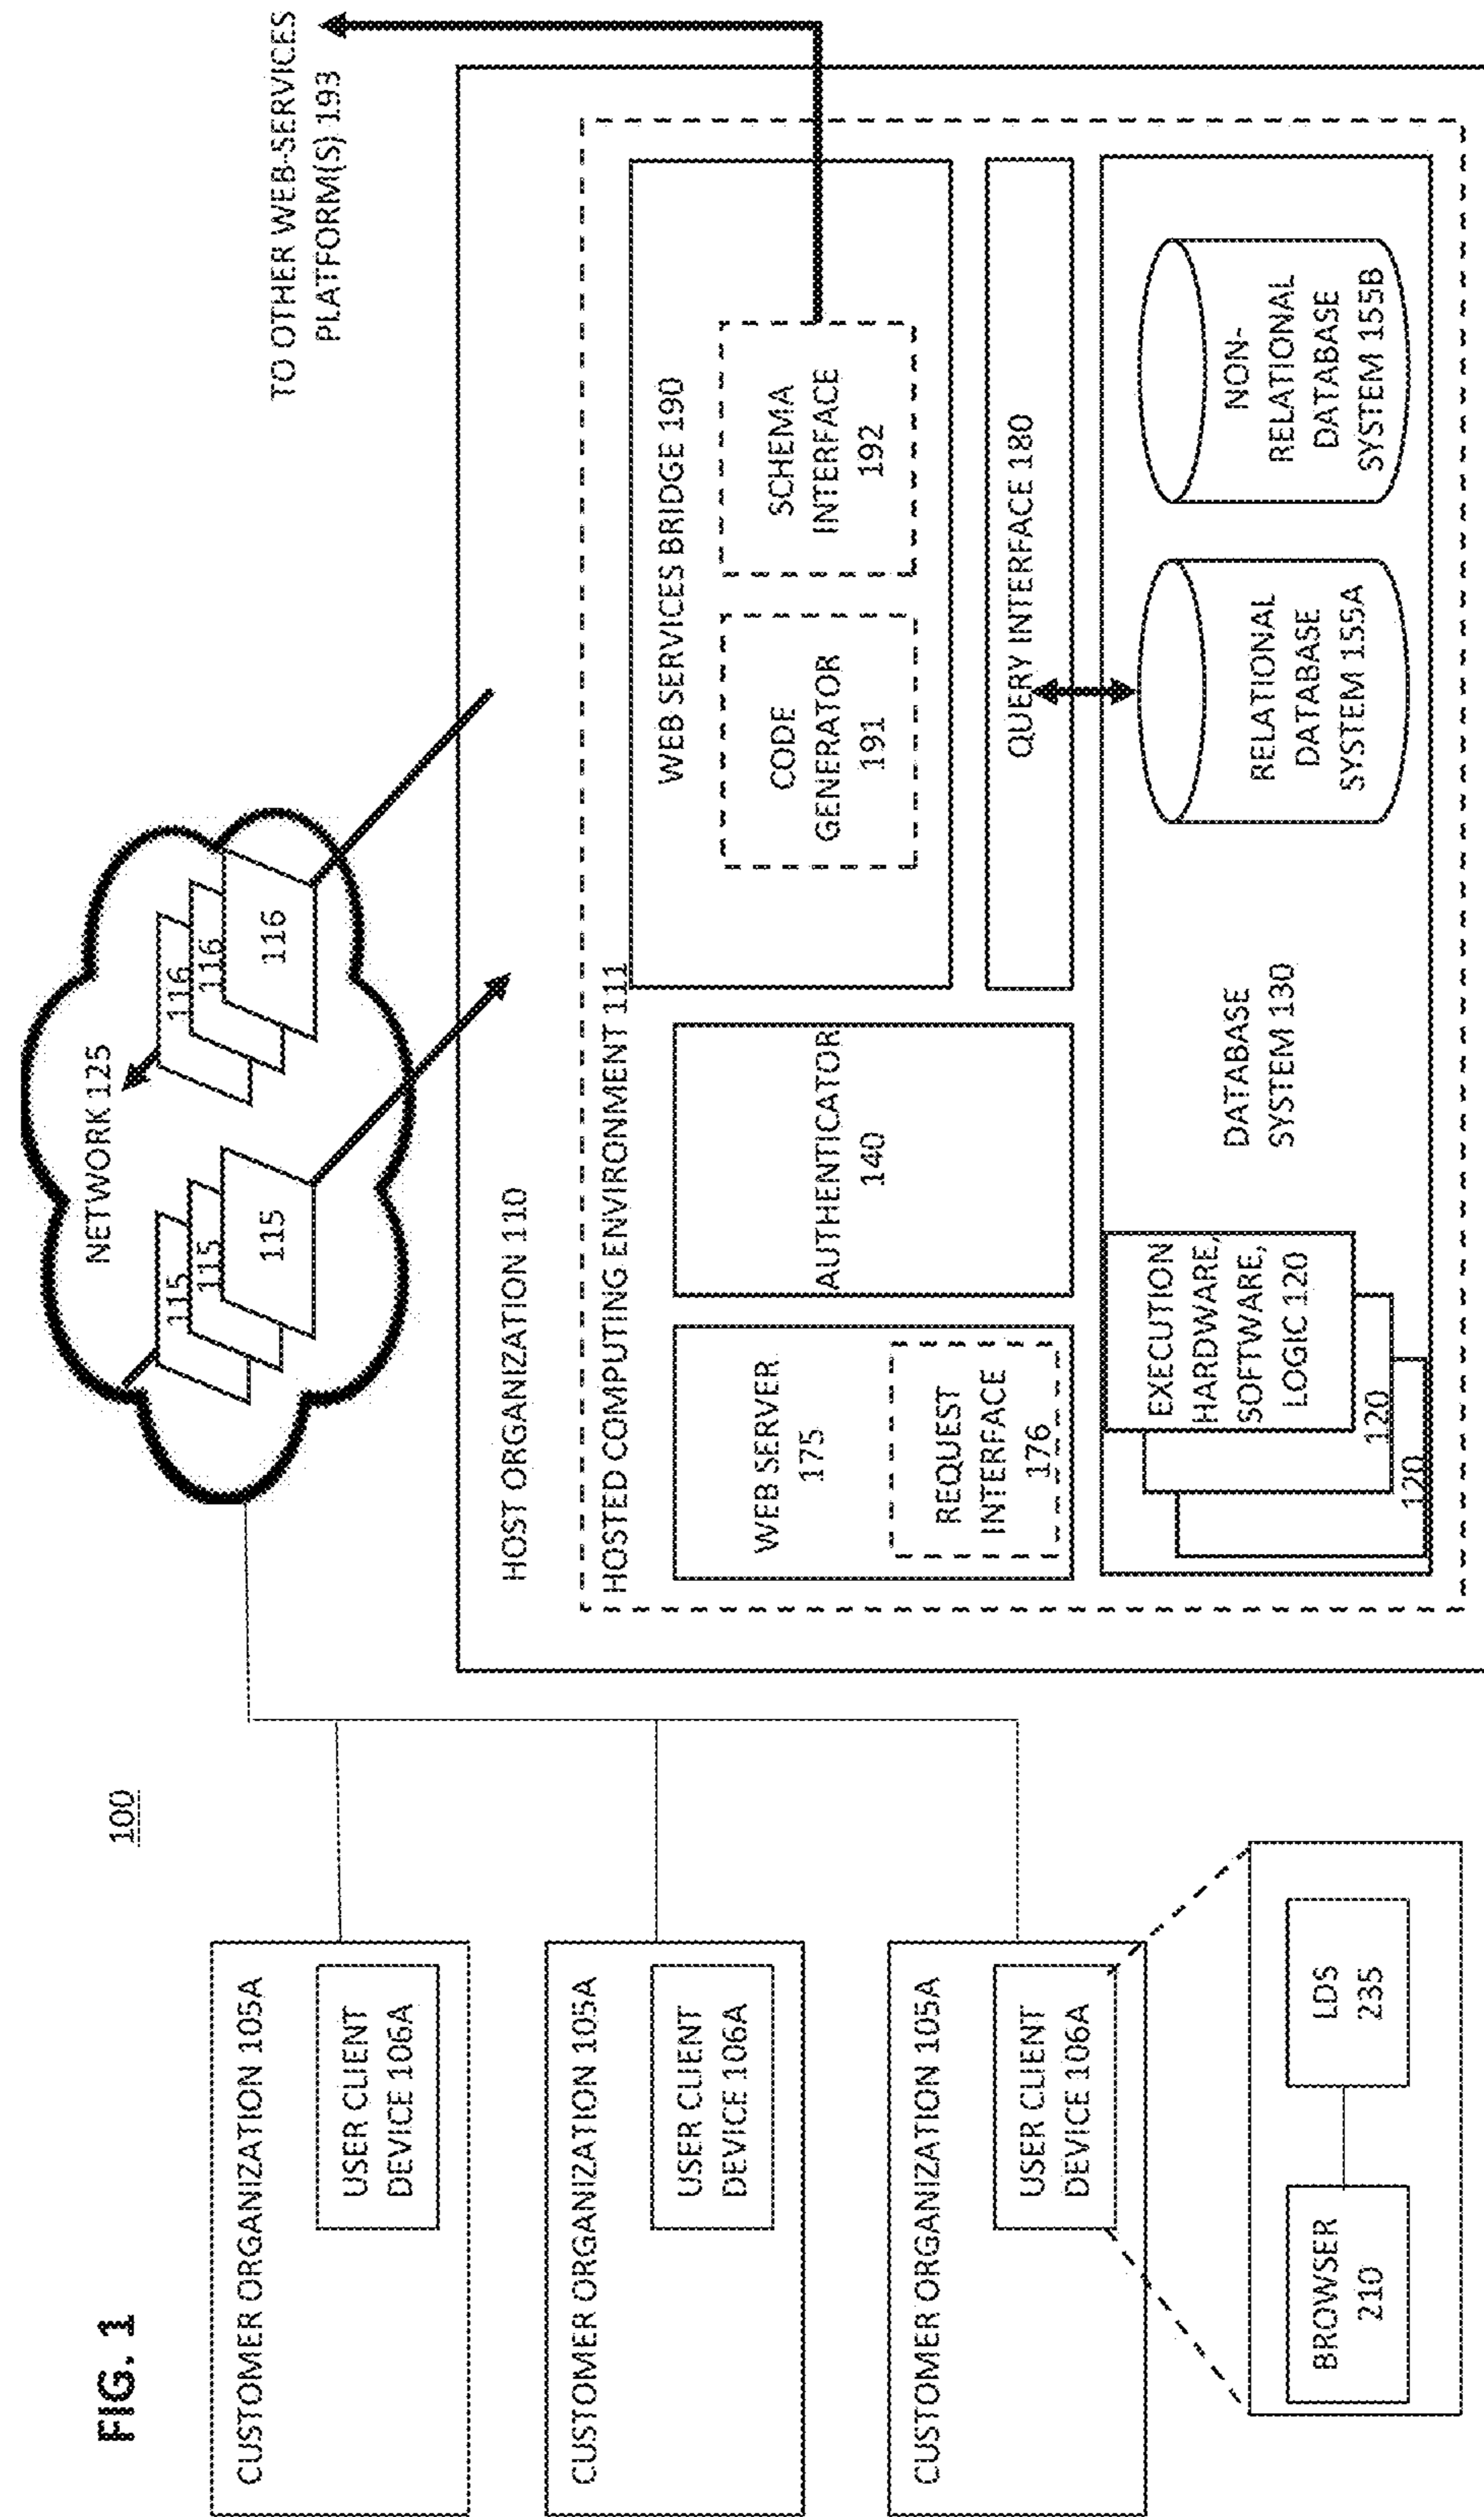 FIG. 1
100
CUSTOMER ORGANIZATION 105A
USER CLIENT
DEVICE 106A
CUSTOMER ORGANIZATION 105A
USER CLIENT
DEVICE 106A
CUSTOMER ORGANIZATION 105A
USER CLIENT
DEVICE 106A
BROWSER
210
LDS
235
NETWORK 125
115
115
115
116
116
116
TO OTHER WEB-SERVICES
PLATFORM(S) 193
HOST ORGANIZATION 110
HOSTED COMPUTING ENVIRONMENT 111
WEB SERVER
175
REQUEST
INTERFACE
176
AUTHENTICATOR
140
WEB SERVICES BRIDGE 190
CODE
GENERATOR
191
SCHEMA
INTERFACE
192
QUERY INTERFACE 180
EXECUTION
HARDWARE,
SOFTWARE,
LOGIC 120
120
120
DATABASE
SYSTEM 130
RELATIONAL
DATABASE
SYSTEM 155A
NON-
RELATIONAL
DATABASE
SYSTEM 155B